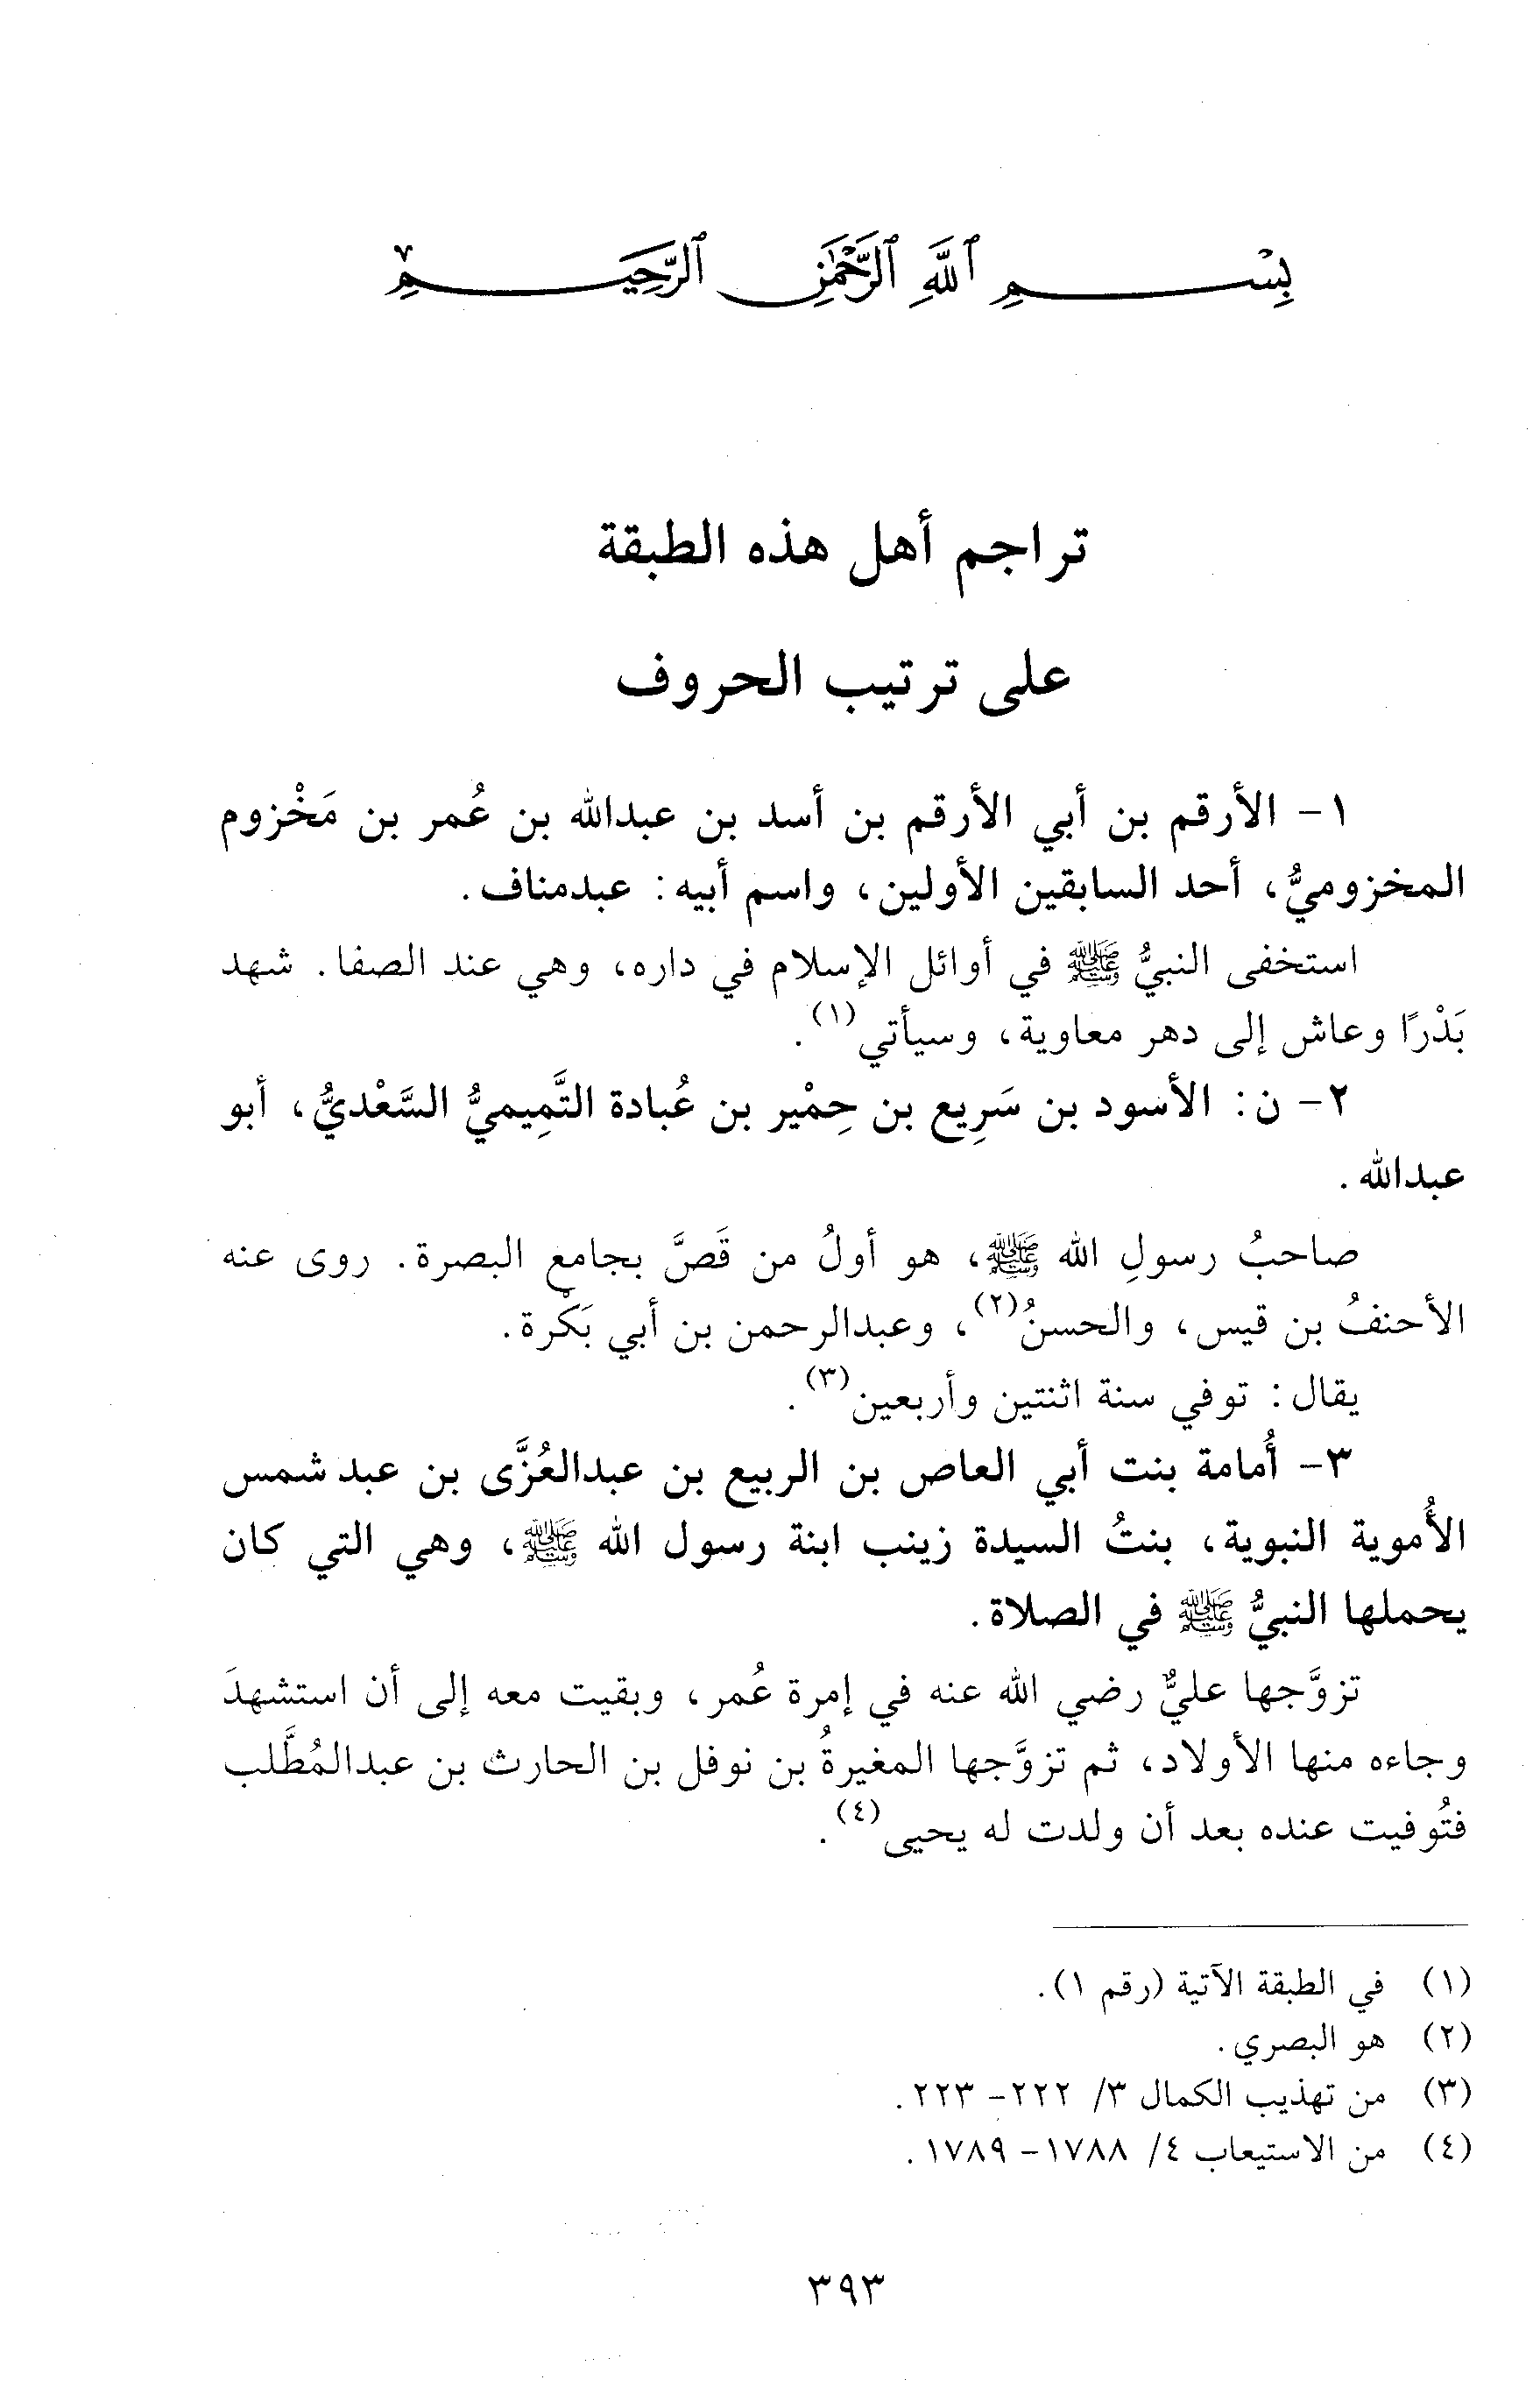 بِسْمِ ٱللَّهِ ٱلرَّحْمَٰنِ ٱلرَّحِيمِ
تراجم أهل هذه الطبقة
على ترتيب الحروف
١- الأرقم بن أبي الأرقم بن أسد بن عبدالله بن عُمر بن مَخْزوم
المخزوميُّ، أحد السابقين الأولين، واسم أبيه: عبدمناف.
استخفى النبيُّ ﷺ في أوائل الإسلام في داره، وهي عند الصفا. شهد
بَدْرًا وعاش إلى دهر معاوية، وسيأتي(١).
٢- ن: الأسود بن سَرِيع بن حِمْير بن عُبادة التَّمِيميُّ السَّعْديُّ، أبو
عبدالله.
صاحبُ رسولِ الله ﷺ، هو أولُ من قَصَّ بجامع البصرة. روى عنه
الأحنفُ بن قيس، والحسنُ(٢)، وعبدالرحمن بن أبي بَكْرة.
يقال: توفي سنة اثنتين وأربعين(٣).
٣- أُمامة بنت أبي العاص بن الربيع بن عبدالعُزَّى بن عبد شمس
الأُموية النبوية، بنتُ السيدة زينب ابنة رسول الله ﷺ، وهي التي كان
يحملها النبيُّ ﷺ في الصلاة.
تزوَّجها عليٌّ رضي الله عنه في إمرة عُمر، وبقيت معه إلى أن استشهدَ
وجاءه منها الأولاد، ثم تزوَّجها المغيرةُ بن نوفل بن الحارث بن عبدالمُطَّلب
فتُوفيت عنده بعد أن ولدت له يحيى(٤).
(١) في الطبقة الآتية (رقم ١).
(٢) هو البصري.
(٣) من تهذيب الكمال ٣/ ٢٢٢- ٢٢٣.
(٤) من الاستيعاب ٤/ ١٧٨٨- ١٧٨٩.
٣٩٣